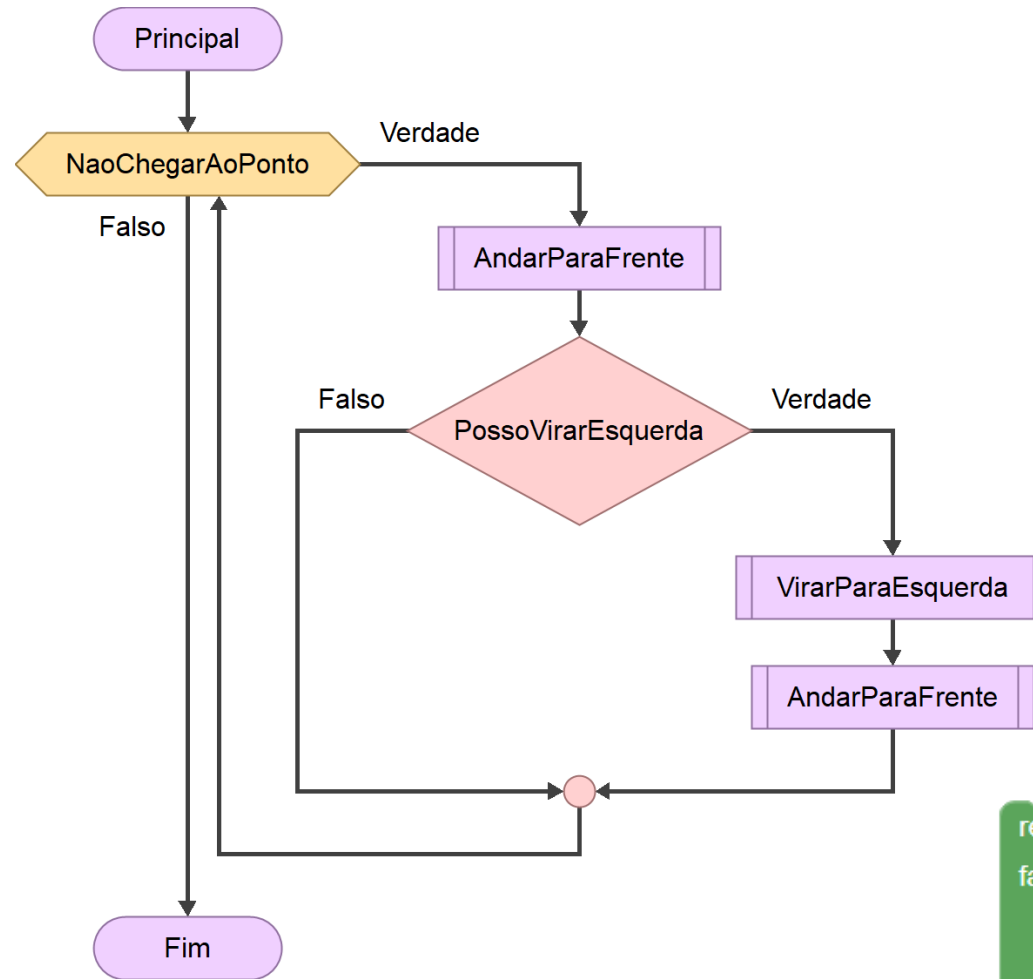 Principal
Verdade
NaoChegarAoPonto
Falso
AndarParaFrente
Falso
Verdade
PossoVirarEsquerda
VirarParaEsquerda
AndarParaFrente
Fim